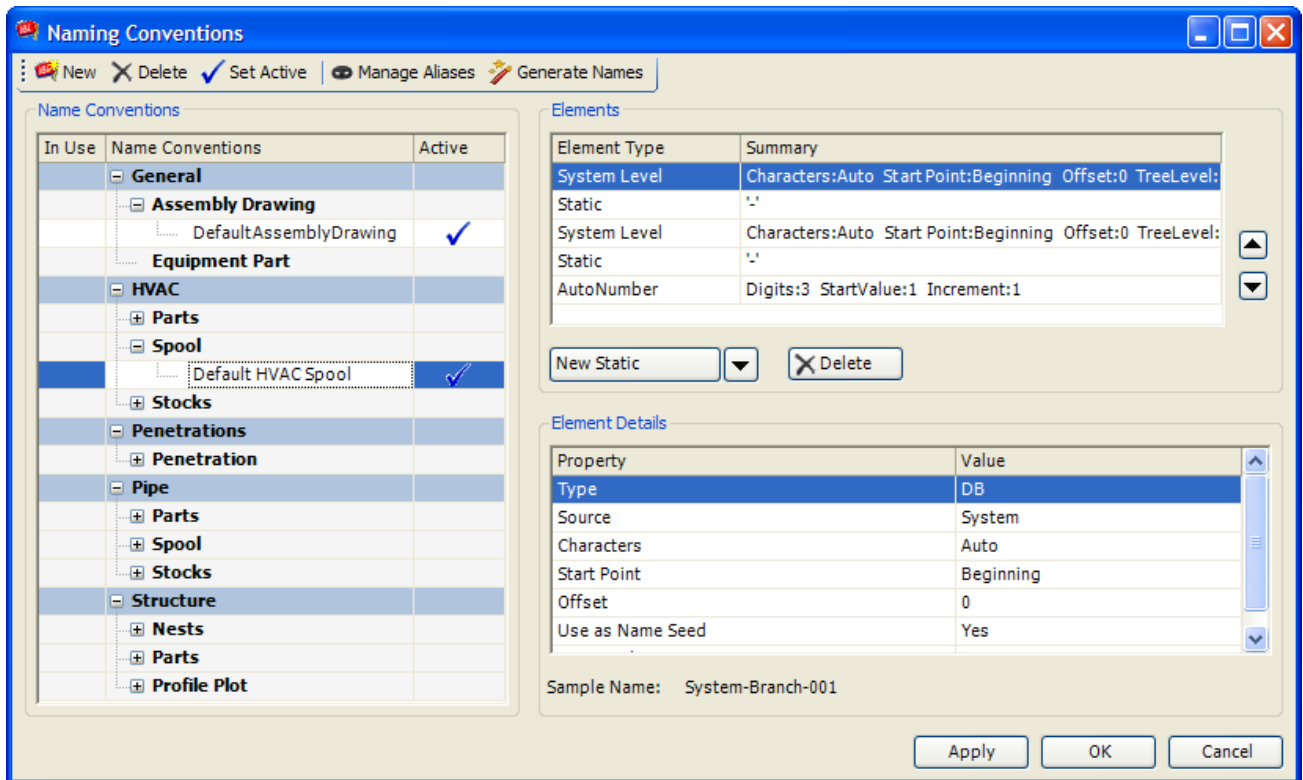 Naming Conventions
New Delete Set Active Manage Aliases Generate Names
Name Conventions
In Use Name Conventions Active
General
Assembly Drawing
DefaultAssemblyDrawing
Equipment Part
HVAC
Parts
Spool
Default HVAC Spool
Stocks
Penetrations
Penetration
Pipe
Parts
Spool
Stocks
Structure
Nests
Parts
Profile Plot
Elements
Element Type Summary
System Level Characters:Auto Start Point:Beginning Offset:0 TreeLevel:
Static '-'
System Level Characters:Auto Start Point:Beginning Offset:0 TreeLevel:
Static '-'
AutoNumber Digits:3 StartValue:1 Increment:1
New Static Delete
Element Details
Property Value
Type DB
Source System
Characters Auto
Start Point Beginning
Offset 0
Use as Name Seed Yes
Sample Name: System-Branch-001
Apply OK Cancel